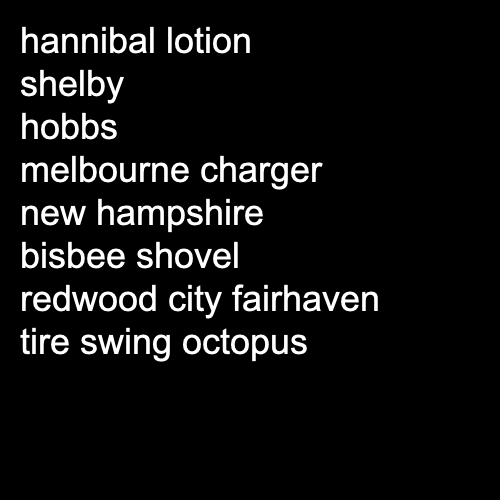 hannibal lotion
shelby
hobbs
melbourne charger
new hampshire
bisbee shovel
redwood city fairhaven
tire swing octopus